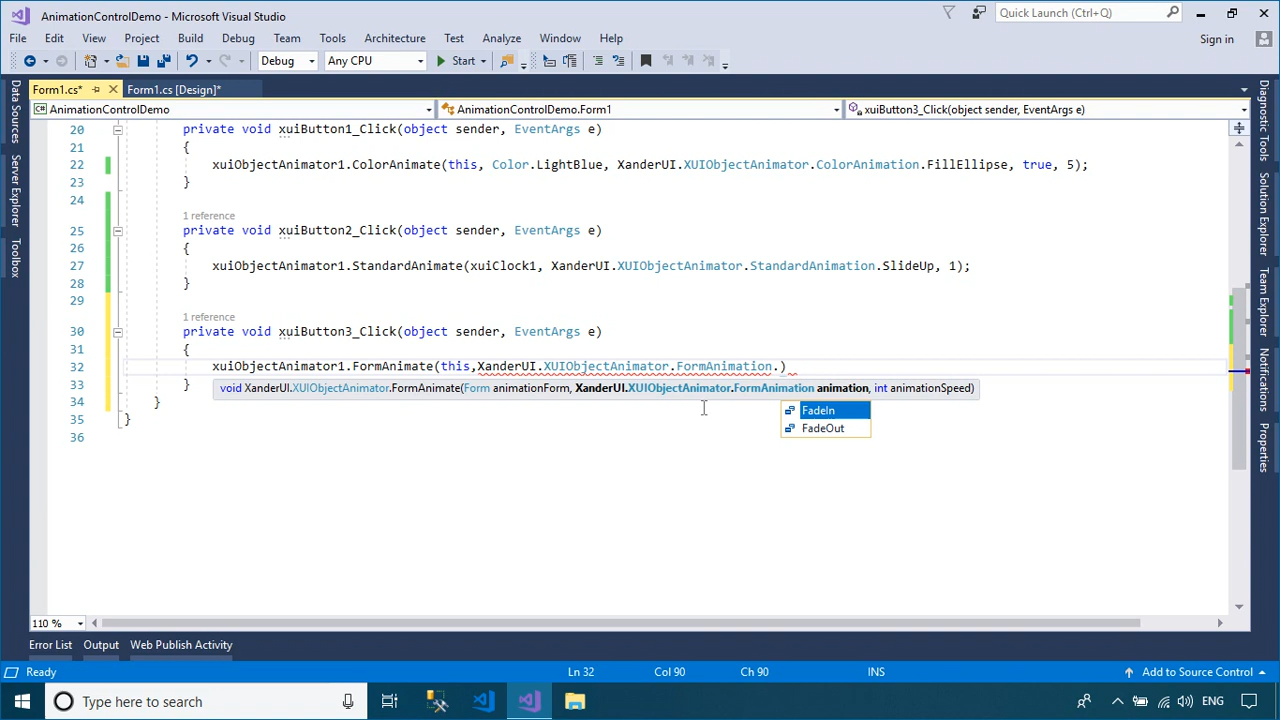 AnimationControlDemo - Microsoft Visual Studio
Quick Launch (Ctrl+Q)
File Edit View Project Build Debug Team Tools Architecture Test Analyze Window Help
Sign in
Debug Any CPU Start
Form1.cs* Form1.cs [Design]*
AnimationControlDemo AnimationControlDemo.Form1 xuiButton3_Click(object sender, EventArgs e)
Data Sources
Server Explorer
Toolbox
20 private void xuiButton1_Click(object sender, EventArgs e)
21 {
22 xuiObjectAnimator1.ColorAnimate(this, Color.LightBlue, XanderUI.XUIObjectAnimator.ColorAnimation.FillEllipse, true, 5);
23 }
24
1 reference
25 private void xuiButton2_Click(object sender, EventArgs e)
26 {
27 xuiObjectAnimator1.StandardAnimate(xuiClock1, XanderUI.XUIObjectAnimator.StandardAnimation.SlideUp, 1);
28 }
29
1 reference
30 private void xuiButton3_Click(object sender, EventArgs e)
31 {
32 xuiObjectAnimator1.FormAnimate(this,XanderUI.XUIObjectAnimator.FormAnimation.)
33 }
void XanderUI.XUIObjectAnimator.FormAnimate(Form animationForm, XanderUI.XUIObjectAnimator.FormAnimation animation, int animationSpeed)
34 }
FadeIn
35 }
FadeOut
36
Diagnostic Tools
Solution Explorer
Team Explorer
Notifications
Properties
110 %
Error List Output Web Publish Activity
Ready Ln 32 Col 90 Ch 90 INS Add to Source Control
Type here to search
ENG